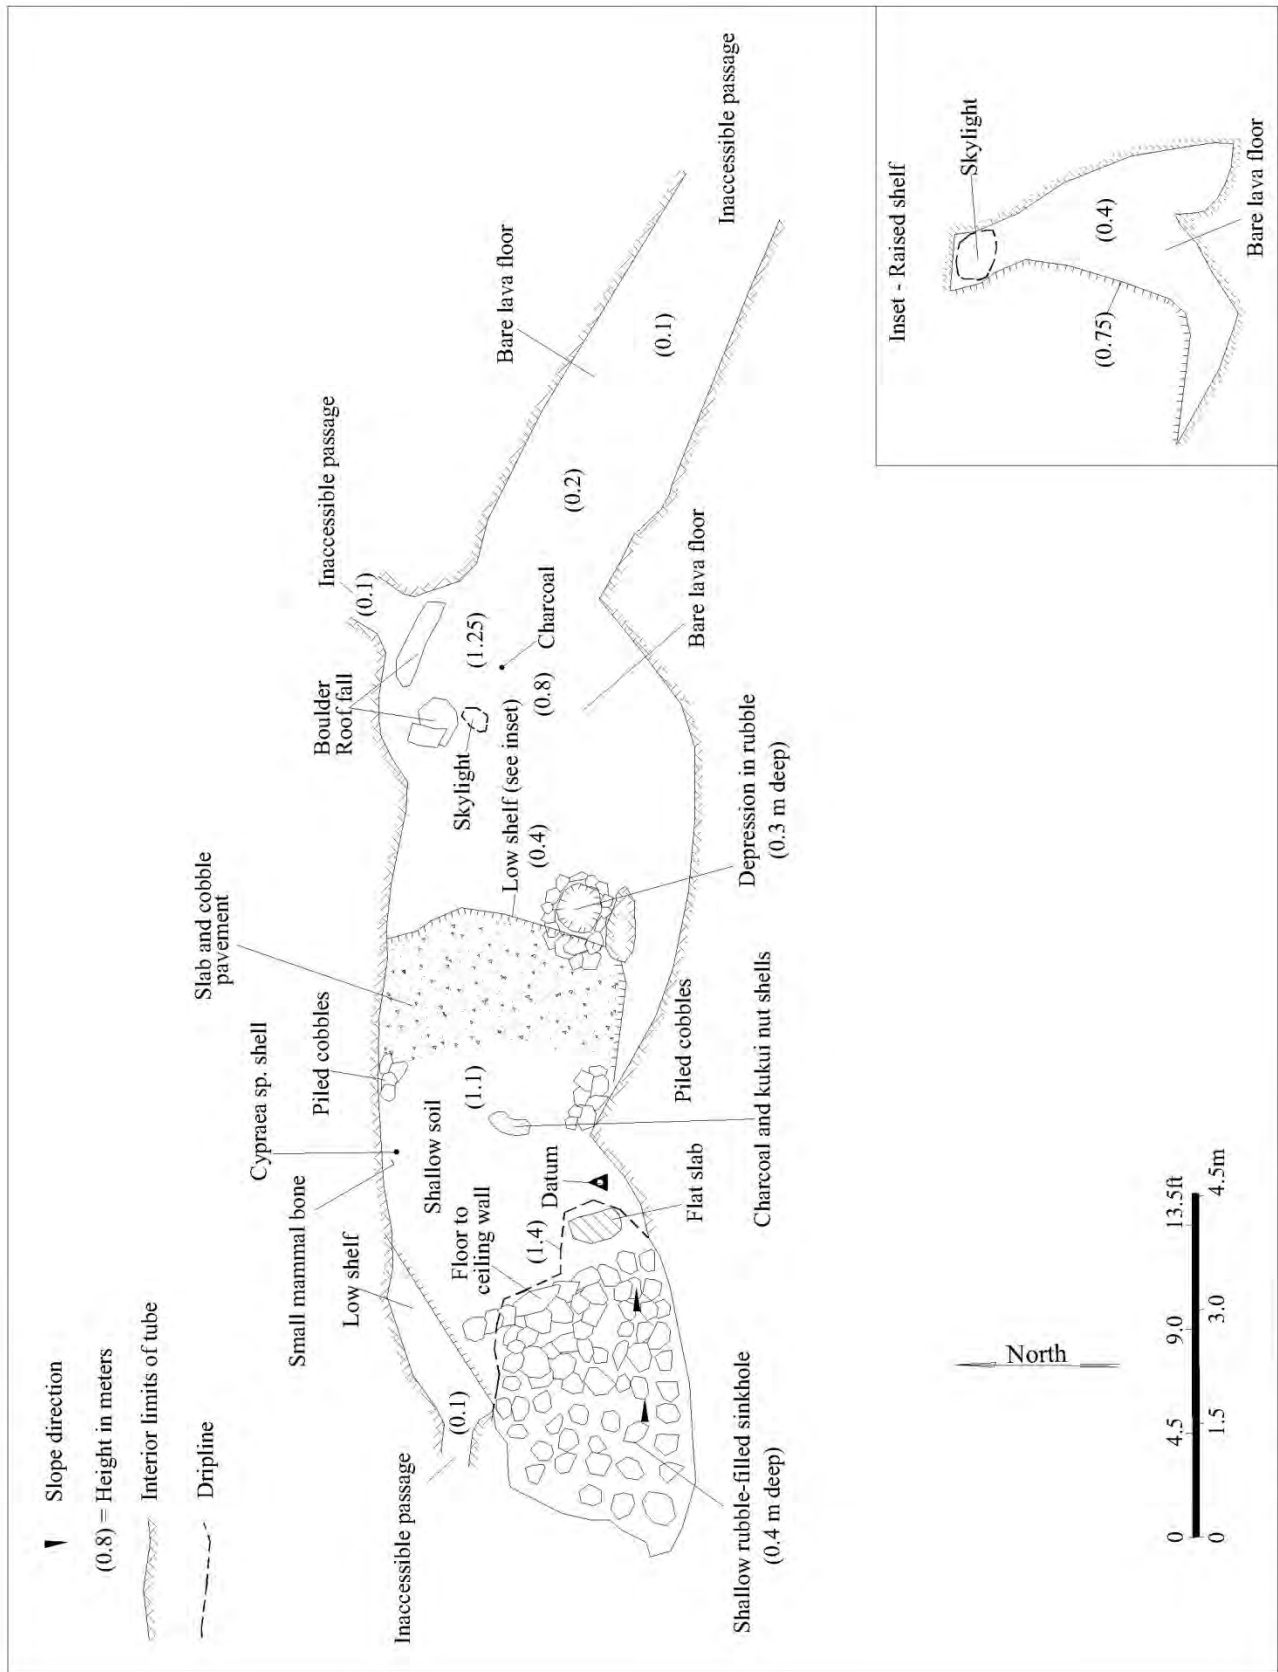 Slope direction
(0.8) = Height in meters
Interior limits of tube
Dripline
Slab and cobble
pavement
Cypraea sp. shell
Piled cobbles
Small mammal bone
Low shelf
Inaccessible passage
(0.1)
Shallow soil
(1.1)
Floor to
ceiling wall
(1.4)
Datum
Flat slab
Piled cobbles
Charcoal and kukui nut shells
Shallow rubble-filled sinkhole
(0.4 m deep)
Boulder
Roof fall
Skylight
Low shelf (see inset)
(0.4)
Inaccessible passage
(0.1)
(1.25)
Charcoal
(0.8)
Bare lava floor
Depression in rubble
(0.3 m deep)
(0.2)
Bare lava floor
(0.1)
Inaccessible passage
North
0 4.5 9.0 13.5ft
0 1.5 3.0 4.5m
Inset - Raised shelf
Skylight
(0.75)
(0.4)
Bare lava floor